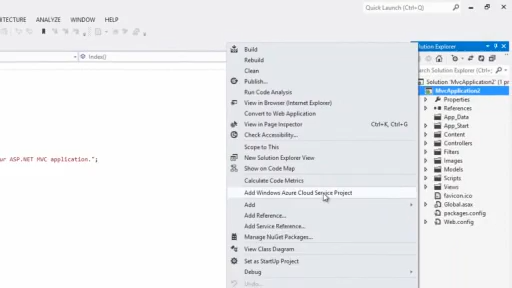 Quick Launch (Ctrl+Q)
ITECTURE ANALYZE WINDOW HELP
Index()
ur ASP.NET MVC application.";
Build
Rebuild
Clean
Publish...
Run Code Analysis
View in Browser (Internet Explorer)
Convert to Web Application
View in Page Inspector Ctrl+K, Ctrl+G
Check Accessibility...
Scope to This
New Solution Explorer View
Show on Code Map
Calculate Code Metrics
Add Windows Azure Cloud Service Project
Add
Add Reference...
Add Service Reference...
Manage NuGet Packages...
View Class Diagram
Set as StartUp Project
Debug
Undo...
lution Explorer
arch Solution Explorer (Ctrl+;)
Solution 'MvcApplication2' (1 p
MvcApplication2
Properties
References
App_Data
App_Start
Content
Controllers
Filters
Images
Models
Scripts
Views
favicon.ico
Global.asax
packages.config
Web.config